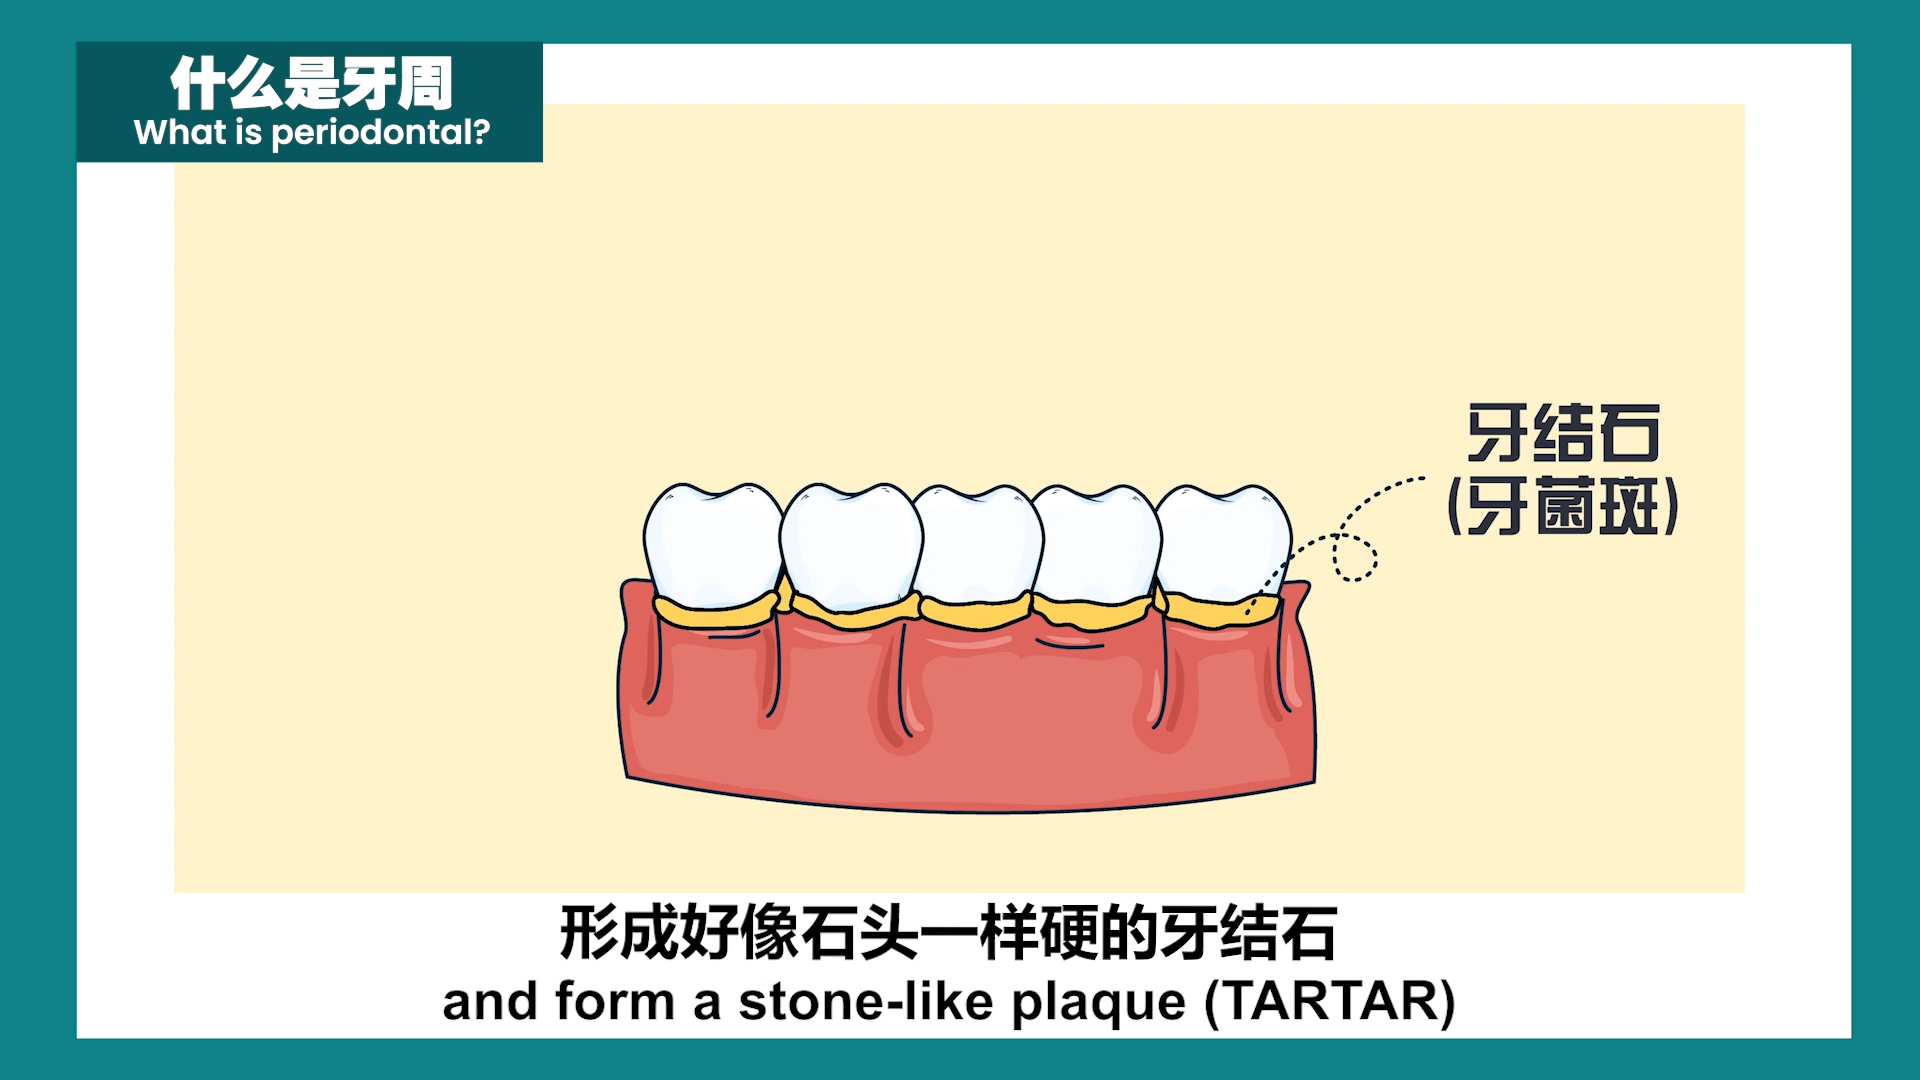 什么是牙周
What is periodontal?
牙结石
(牙菌斑)
形成好像石头一样硬的牙结石
and form a stone-like plaque (TARTAR)